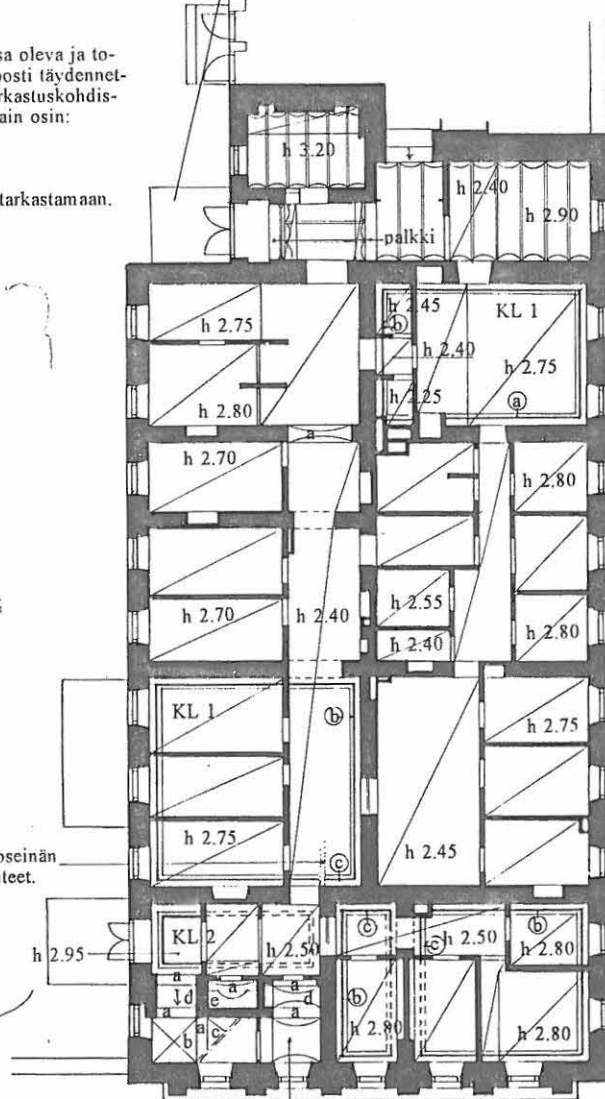 sa oleva ja to-
osti täydennet-
rkastuskohdis-
ain osin:
tarkastamaan.
h 3.20
h 2.40
h 2.90
palkki
h 2.75
h 2.45
KL 1
b
h 2.40
h 2.75
h 2.25
a
h 2.80
a
h 2.70
h 2.80
h 2.70
h 2.40
h 2.55
h 2.40
h 2.80
KL 1
b
h 2.75
h 2.75
c
h 2.45
oseinän
teet.
h 2.95
KL 2
h 2.50
c
c
h 2.50
b
h 2.80
a
a
a
d
e
d
b
a
a
a
b
c
h 2.80
h 2.80